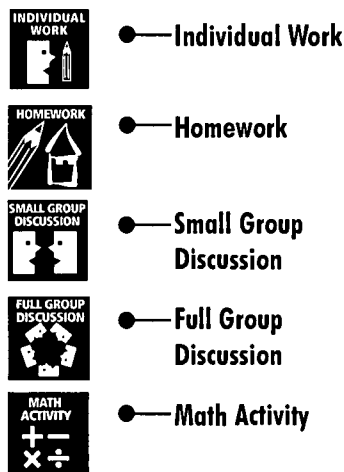 INDIVIDUAL
WORK
Individual Work
HOMEWORK
Homework
SMALL GROUP
DISCUSSION
Small Group
Discussion
FULL GROUP
DISCUSSION
Full Group
Discussion
MATH
ACTIVITY
+ −
× ÷
Math Activity